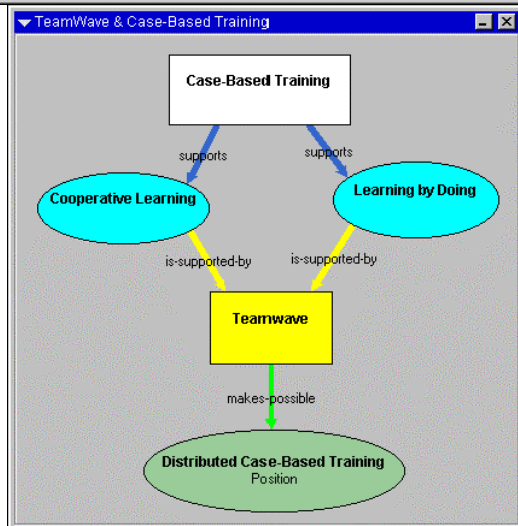 TeamWave & Case-Based Training
Case-Based Training
supports
supports
Cooperative Learning
Learning by Doing
is-supported-by
is-supported-by
Teamwave
makes-possible
Distributed Case-Based Training
Position